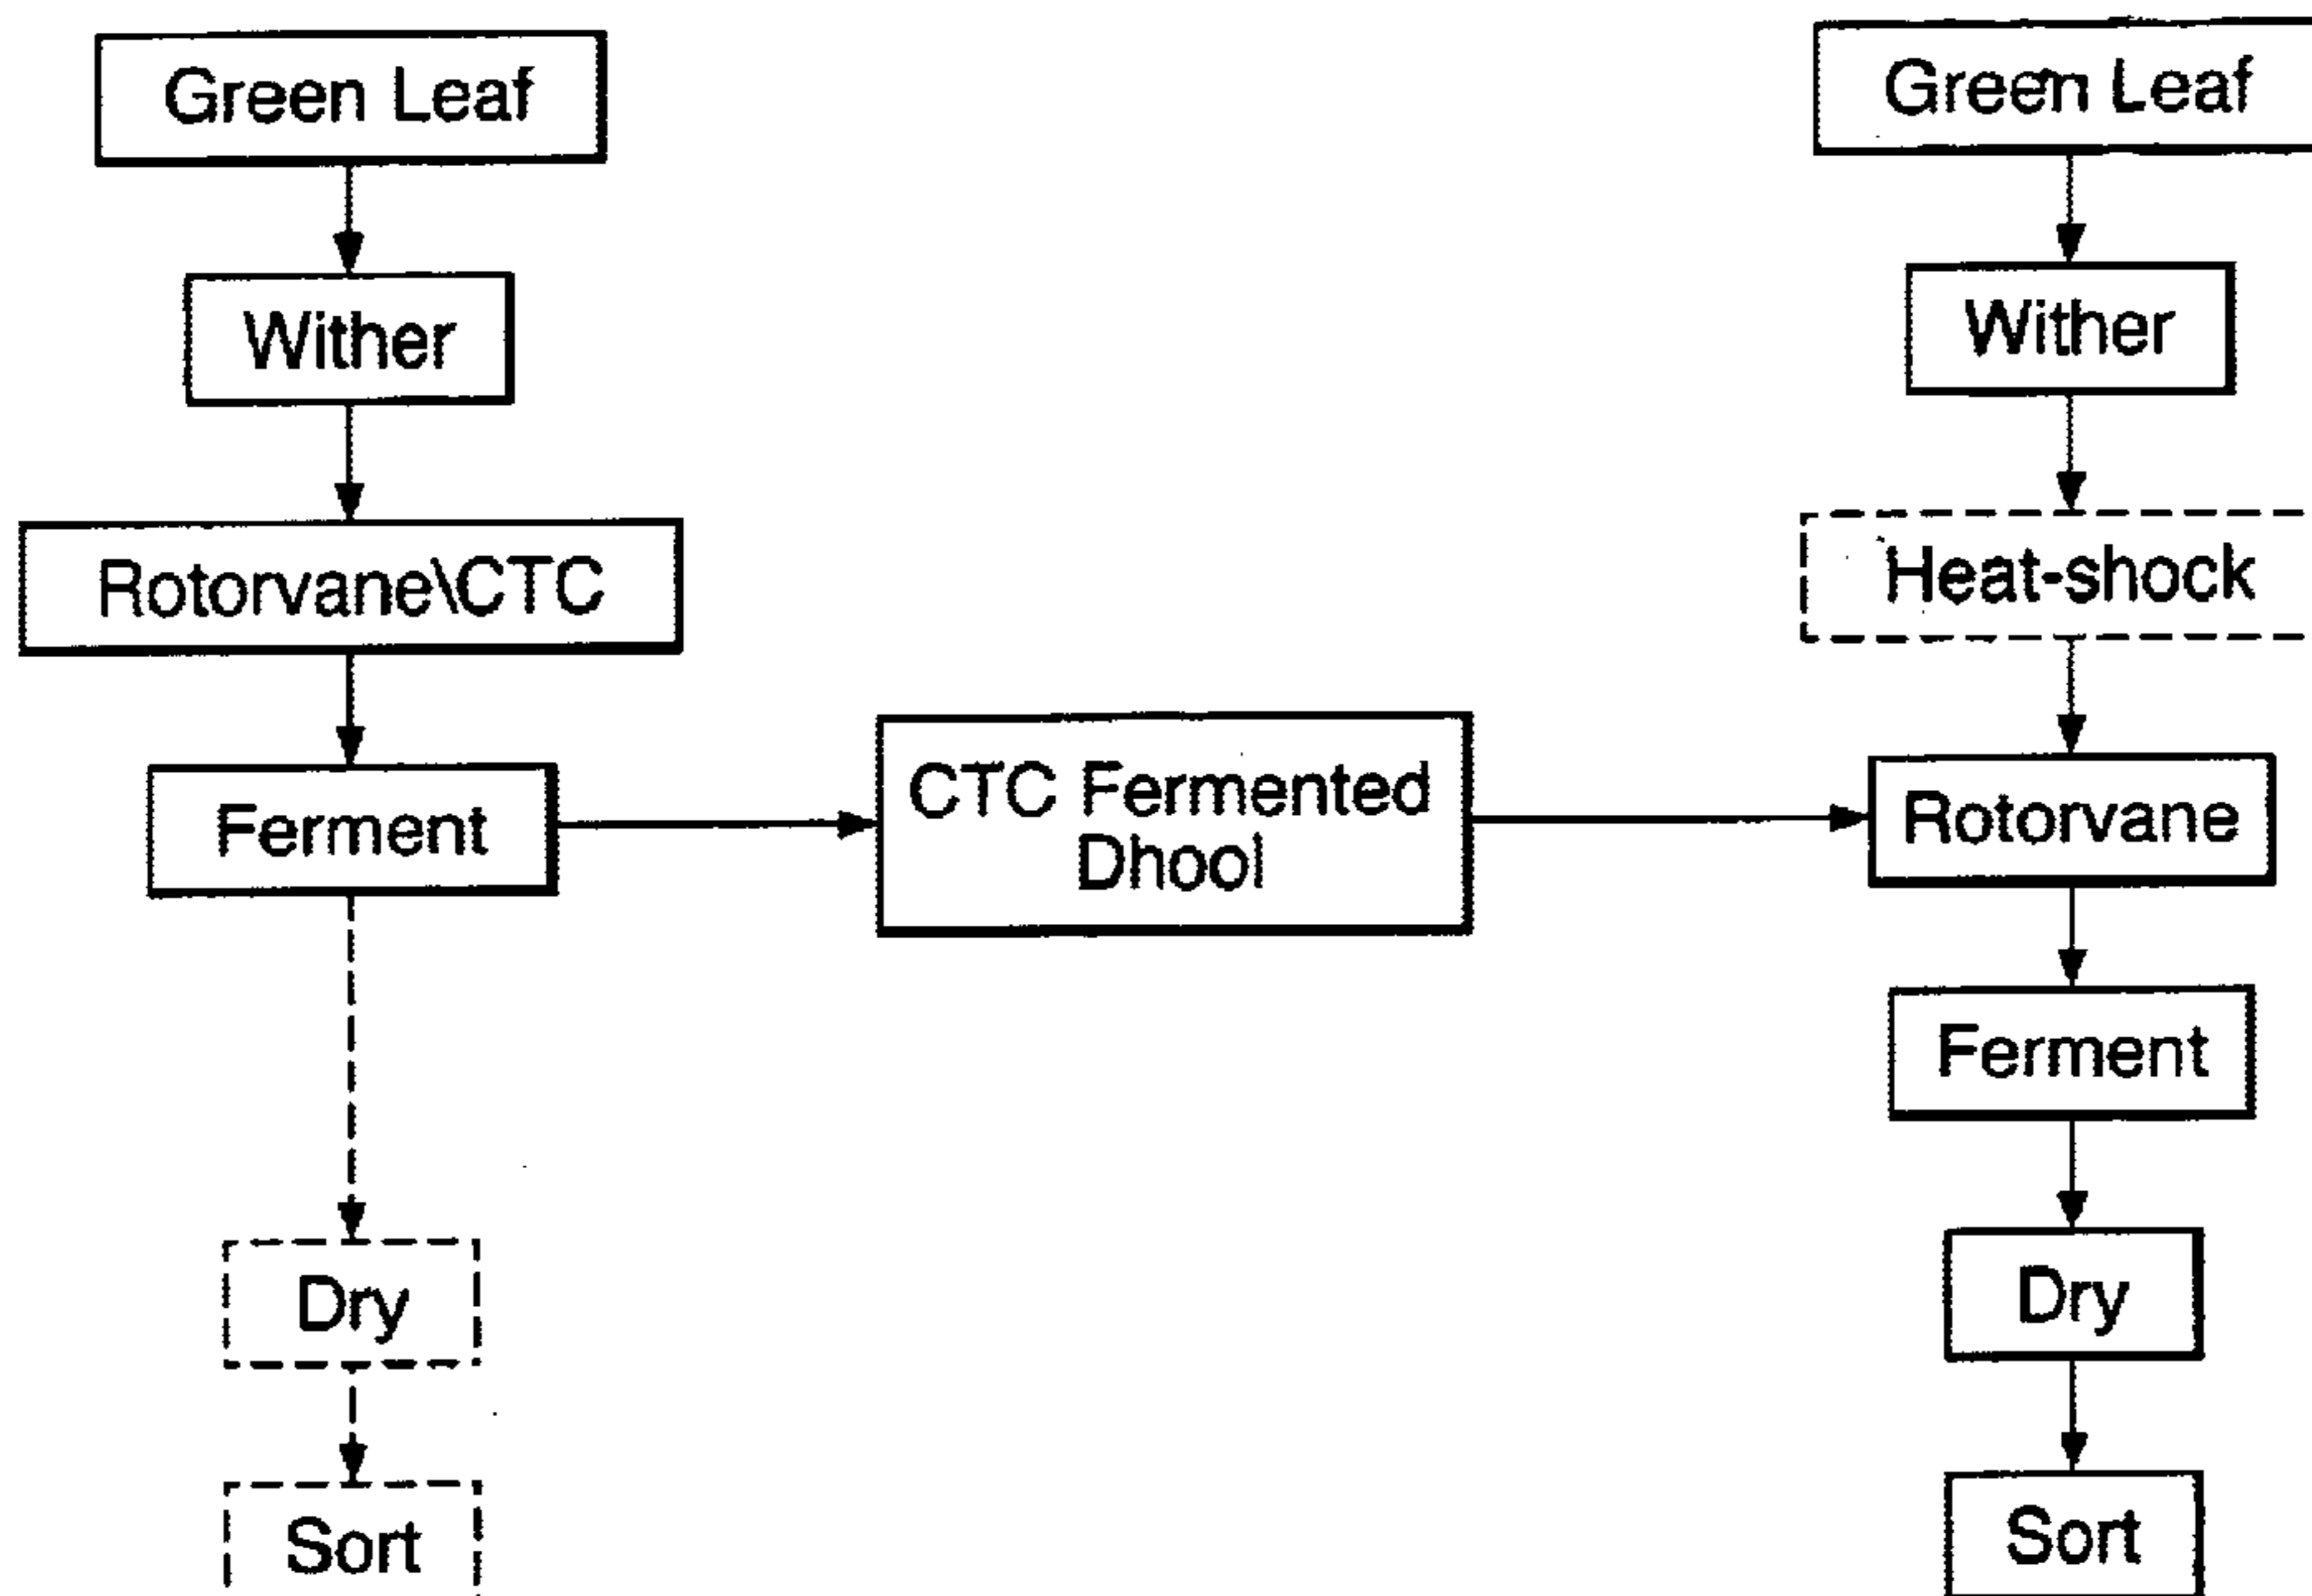 Green Leaf
Wither
Rotorvane\CTC
Ferment
Dry
Sort
CTC Fermented
Dhool
Green Leaf
Wither
Heat-shock
Rotorvane
Ferment
Dry
Sort